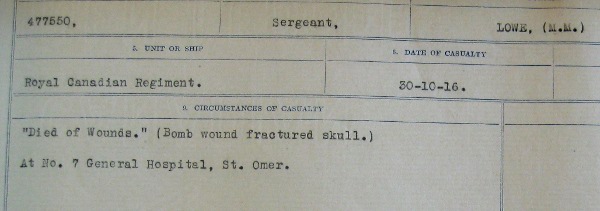 477550, Sergeant, LOWE, (M.M.)
5. UNIT OR SHIP 8. DATE OF CASUALTY
Royal Canadian Regiment. 30-10-16.
9. CIRCUMSTANCES OF CASUALTY
"Died of Wounds." (Bomb wound fractured skull.)
At No. 7 General Hospital, St. Omer.